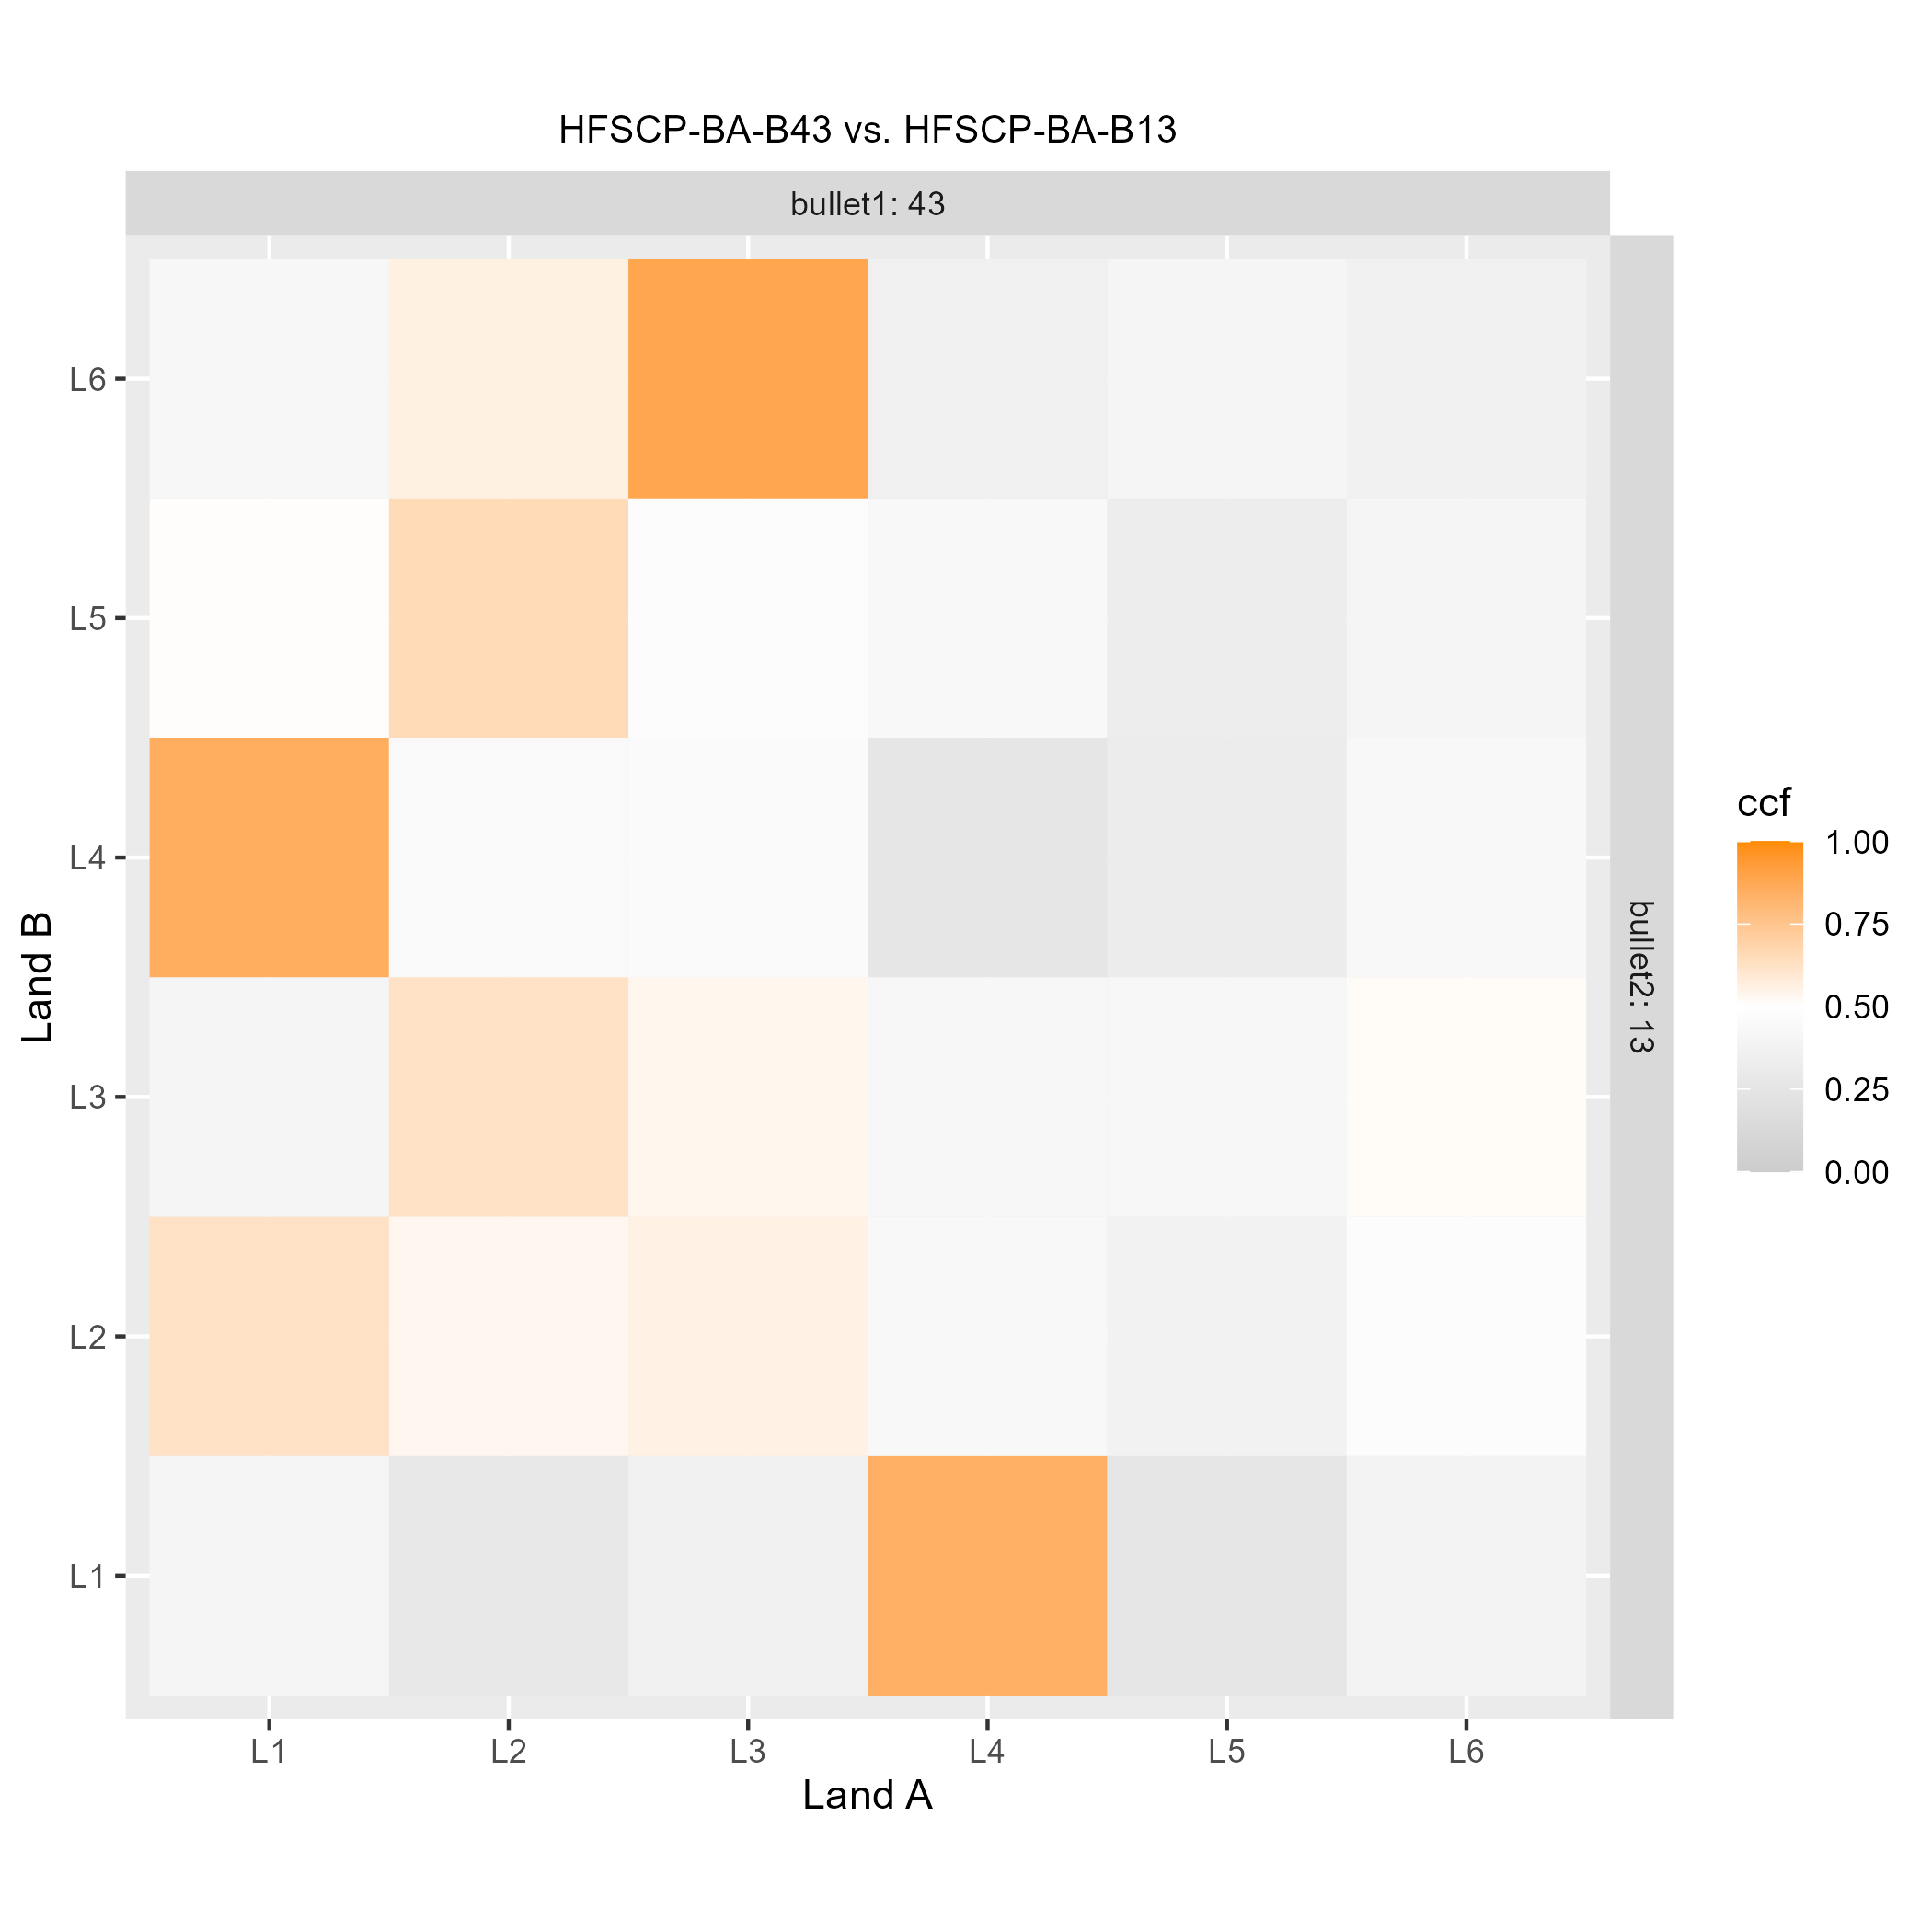 HFSCP-BA-B43 vs. HFSCP-BA-B13
bullet1: 43
L6
L5
L4
L3
L2
L1
Land B
L1 L2 L3 L4 L5 L6
Land A
bullet2: 13
ccf
1.00
0.75
0.50
0.25
0.00